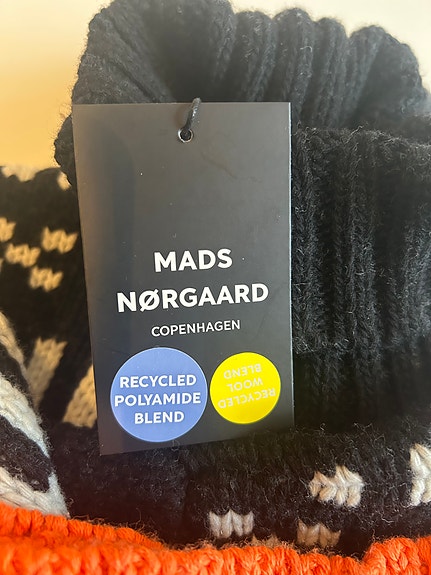 MADS
NØRGAARD
COPENHAGEN
RECYCLED
POLYAMIDE
BLEND
RECYCLED
WOOL
BLEND